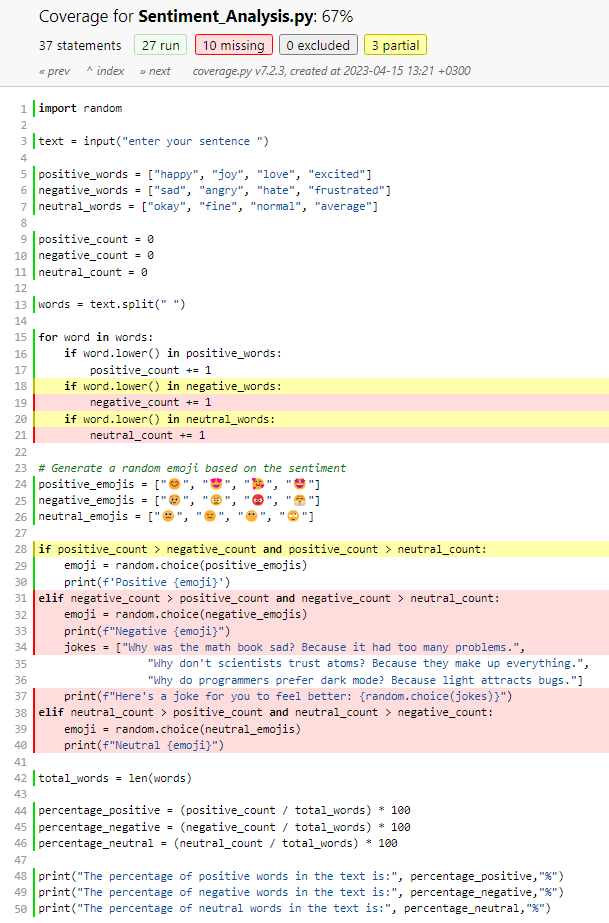 Coverage for Sentiment_Analysis.py: 67%
37 statements 27 run 10 missing 0 excluded 3 partial
« prev ^ index » next coverage.py v7.2.3, created at 2023-04-15 13:21 +0300
1 import random
2
3 text = input("enter your sentence ")
4
5 positive_words = ["happy", "joy", "love", "excited"]
6 negative_words = ["sad", "angry", "hate", "frustrated"]
7 neutral_words = ["okay", "fine", "normal", "average"]
8
9 positive_count = 0
10 negative_count = 0
11 neutral_count = 0
12
13 words = text.split(" ")
14
15 for word in words:
16     if word.lower() in positive_words:
17         positive_count += 1
18     if word.lower() in negative_words:
19         negative_count += 1
20     if word.lower() in neutral_words:
21         neutral_count += 1
22
23 # Generate a random emoji based on the sentiment
24 positive_emojis = ["😊", "😍", "🥰", "🤩"]
25 negative_emojis = ["😢", "😠", "😡", "😤"]
26 neutral_emojis = ["😐", "😑", "😶", "🙄"]
27
28 if positive_count > negative_count and positive_count > neutral_count:
29     emoji = random.choice(positive_emojis)
30     print(f'Positive {emoji}')
31 elif negative_count > positive_count and negative_count > neutral_count:
32     emoji = random.choice(negative_emojis)
33     print(f"Negative {emoji}")
34     jokes = ["Why was the math book sad? Because it had too many problems.",
35              "Why don't scientists trust atoms? Because they make up everything.",
36              "Why do programmers prefer dark mode? Because light attracts bugs."]
37     print(f"Here's a joke for you to feel better: {random.choice(jokes)}")
38 elif neutral_count > positive_count and neutral_count > negative_count:
39     emoji = random.choice(neutral_emojis)
40     print(f"Neutral {emoji}")
41
42 total_words = len(words)
43
44 percentage_positive = (positive_count / total_words) * 100
45 percentage_negative = (negative_count / total_words) * 100
46 percentage_neutral = (neutral_count / total_words) * 100
47
48 print("The percentage of positive words in the text is:", percentage_positive,"%")
49 print("The percentage of negative words in the text is:", percentage_negative,"%")
50 print("The percentage of neutral words in the text is:", percentage_neutral,"%")